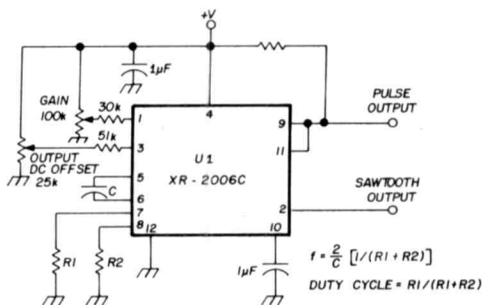 +V
1µF
GAIN
100k
30k
1
4
PULSE
OUTPUT
9
51k
3
11
OUTPUT
DC OFFSET
25k
U1
XR-2006C
5
C
6
SAWTOOTH
OUTPUT
7
2
8
12
10
R1
R2
1µF
f = 2/C [1/(R1 + R2)]
DUTY CYCLE = R1/(R1+R2)